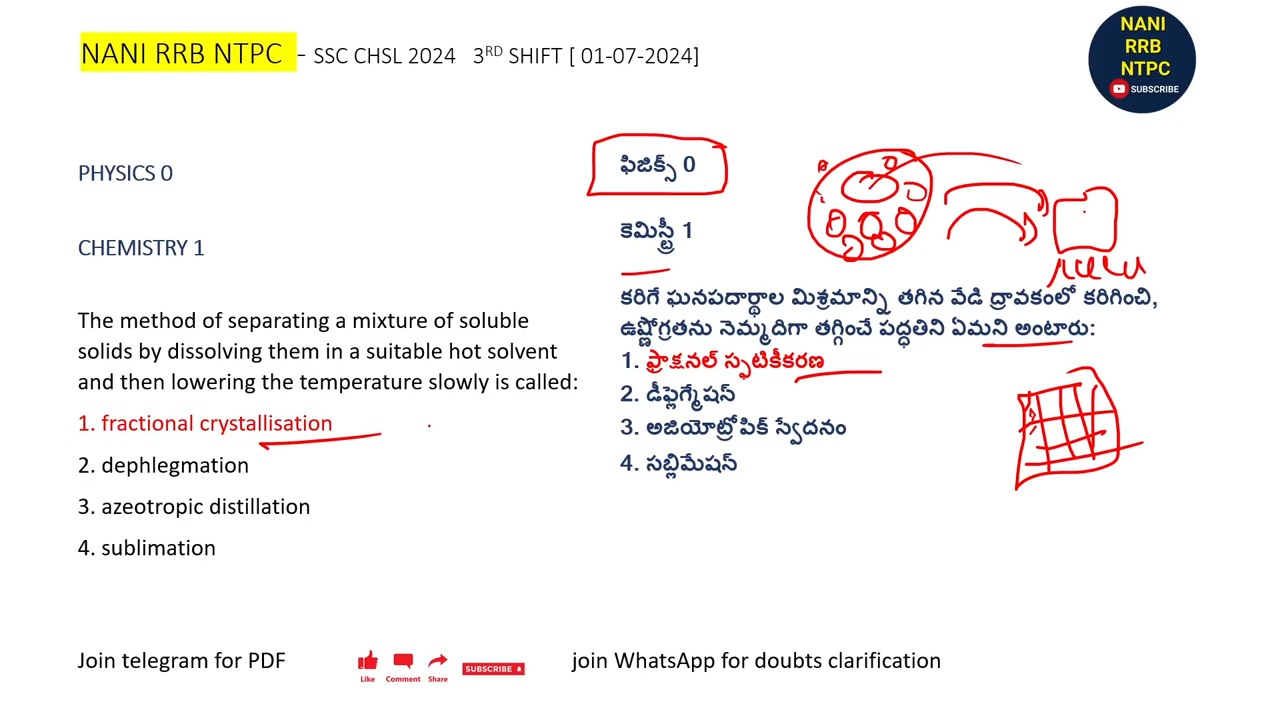 NANI RRB NTPC - SSC CHSL 2024 3RD SHIFT [ 01-07-2024]
NANI
RRB
NTPC
SUBSCRIBE
PHYSICS 0
CHEMISTRY 1
The method of separating a mixture of soluble
solids by dissolving them in a suitable hot solvent
and then lowering the temperature slowly is called:
1. fractional crystallisation
2. dephlegmation
3. azeotropic distillation
4. sublimation
ఫిజిక్స్ 0
కెమిస్ట్రీ 1
కరిగే ఘనపదార్థాల మిశ్రమాన్ని తగిన వేడి ద్రావకంలో కరిగించి,
ఉష్ణోగ్రతను నెమ్మదిగా తగ్గించే పద్ధతిని ఏమని అంటారు:
1. ఫ్రాక్షనల్ స్ఫటికీకరణ
2. డీఫ్లెగ్మేషన్
3. అజియోట్రోపిక్ స్వేదనం
4. సబ్లిమేషన్
Join telegram for PDF
Like Comment Share SUBSCRIBE
join WhatsApp for doubts clarification